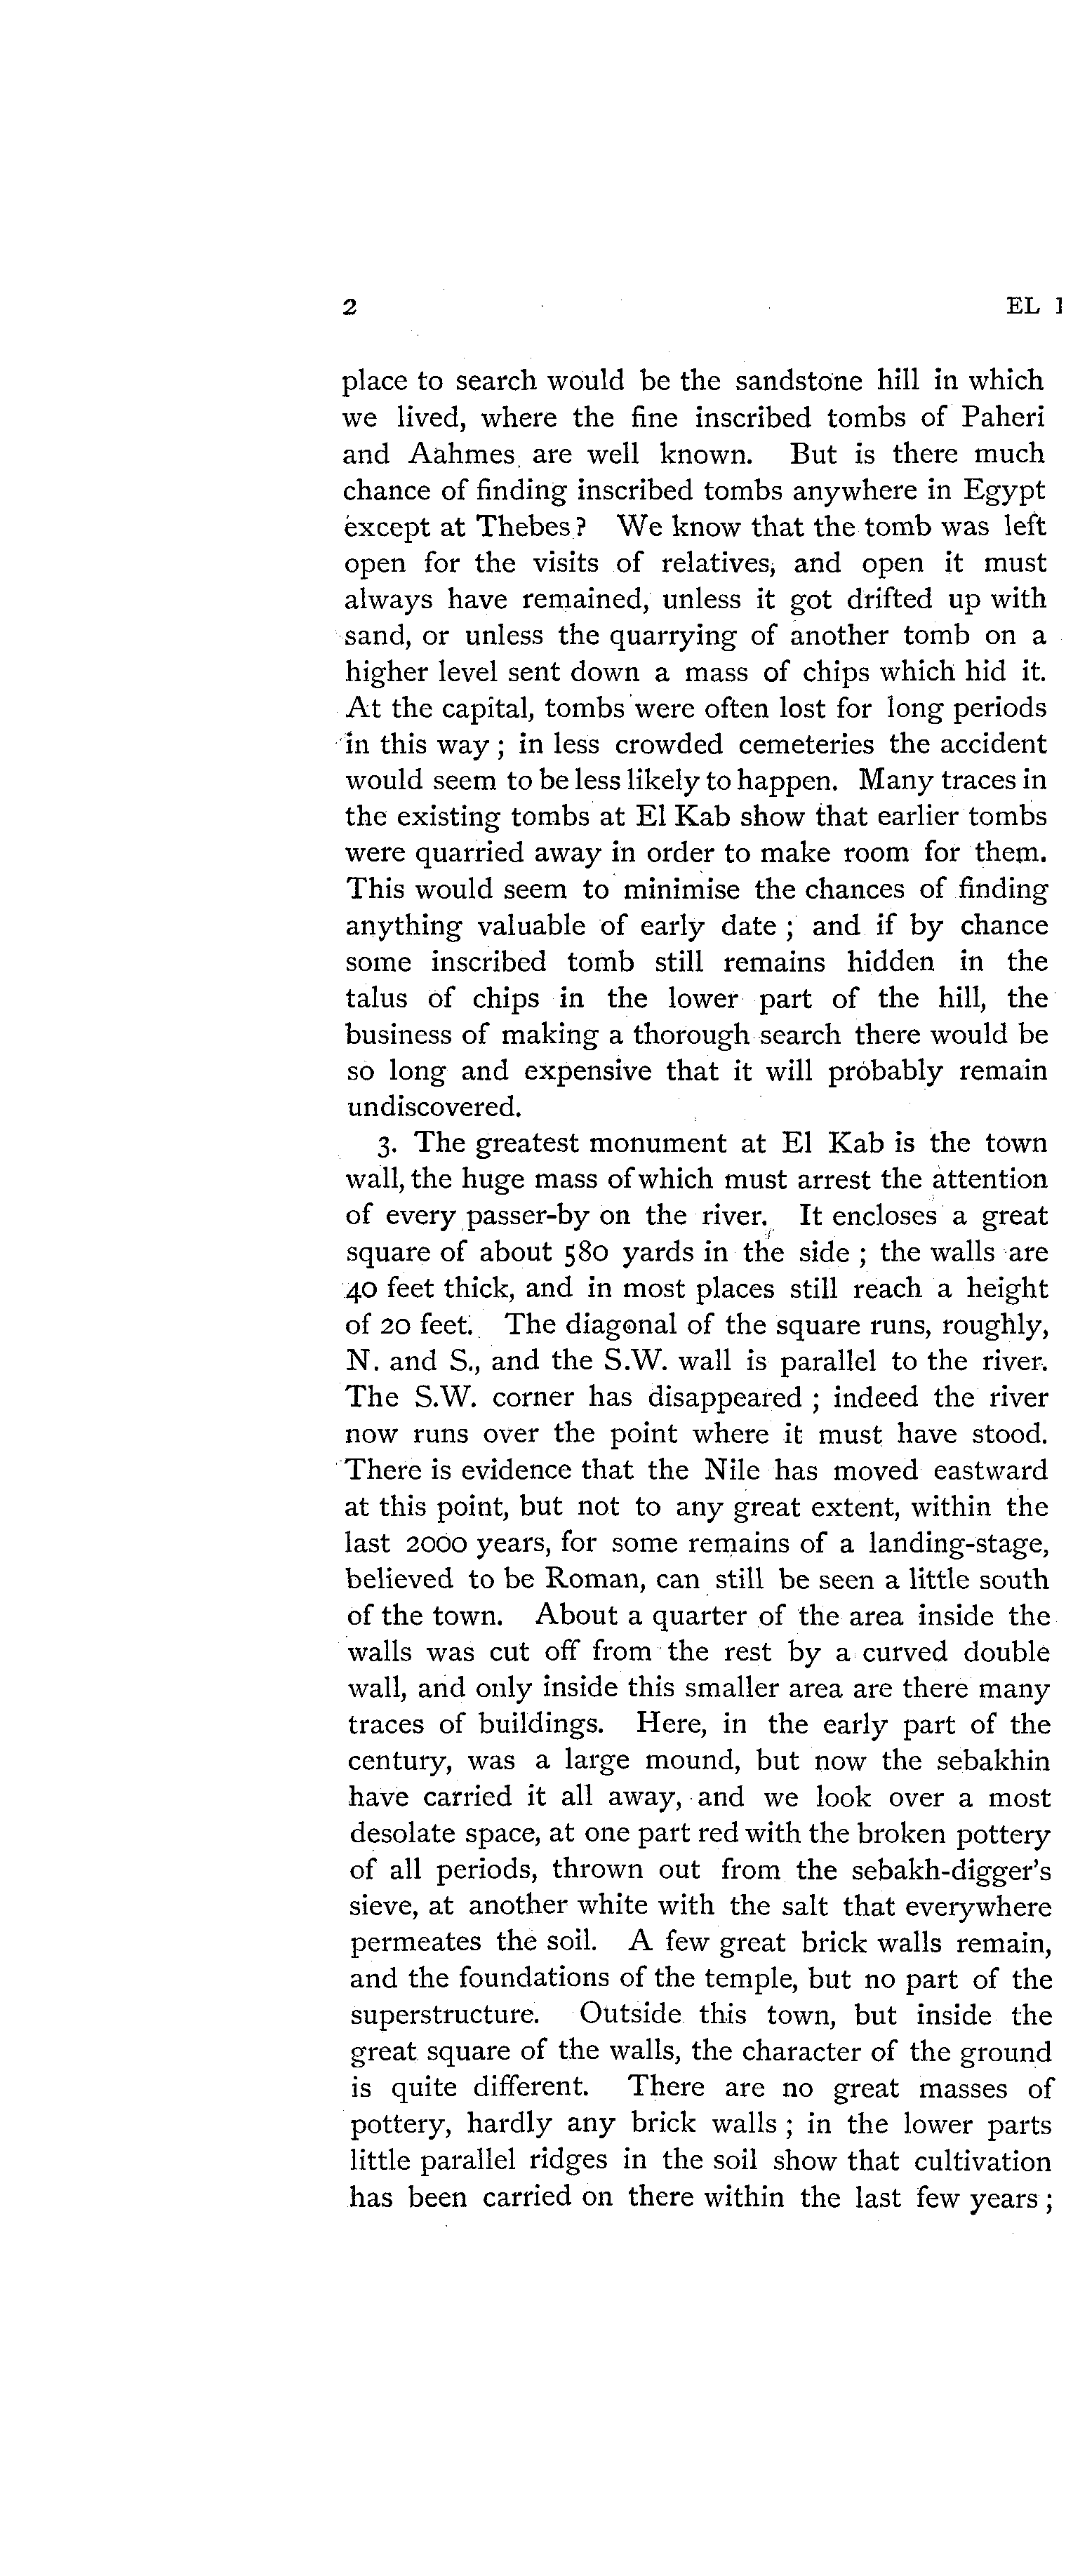 2 EL
place to search would be the sandstone hill in which
we lived, where the fine inscribed tombs of Paheri
and Aahmes are well known. But is there much
chance of finding inscribed tombs anywhere in Egypt
except at Thebes? We know that the tomb was left
open for the visits of relatives, and open it must
always have remained, unless it got drifted up with
sand, or unless the quarrying of another tomb on a
higher level sent down a mass of chips which hid it.
At the capital, tombs were often lost for long periods
in this way; in less crowded cemeteries the accident
would seem to be less likely to happen. Many traces in
the existing tombs at El Kab show that earlier tombs
were quarried away in order to make room for them.
This would seem to minimise the chances of finding
anything valuable of early date; and if by chance
some inscribed tomb still remains hidden in the
talus of chips in the lower part of the hill, the
business of making a thorough search there would be
so long and expensive that it will probably remain
undiscovered.
3. The greatest monument at El Kab is the town
wall, the huge mass of which must arrest the attention
of every passer-by on the river. It encloses a great
square of about 580 yards in the side; the walls are
40 feet thick, and in most places still reach a height
of 20 feet. The diagonal of the square runs, roughly,
N. and S., and the S.W. wall is parallel to the river.
The S.W. corner has disappeared; indeed the river
now runs over the point where it must have stood.
There is evidence that the Nile has moved eastward
at this point, but not to any great extent, within the
last 2000 years, for some remains of a landing-stage,
believed to be Roman, can still be seen a little south
of the town. About a quarter of the area inside the
walls was cut off from the rest by a curved double
wall, and only inside this smaller area are there many
traces of buildings. Here, in the early part of the
century, was a large mound, but now the sebakhin
have carried it all away, and we look over a most
desolate space, at one part red with the broken pottery
of all periods, thrown out from the sebakh-digger's
sieve, at another white with the salt that everywhere
permeates the soil. A few great brick walls remain,
and the foundations of the temple, but no part of the
superstructure. Outside this town, but inside the
great square of the walls, the character of the ground
is quite different. There are no great masses of
pottery, hardly any brick walls; in the lower parts
little parallel ridges in the soil show that cultivation
has been carried on there within the last few years;